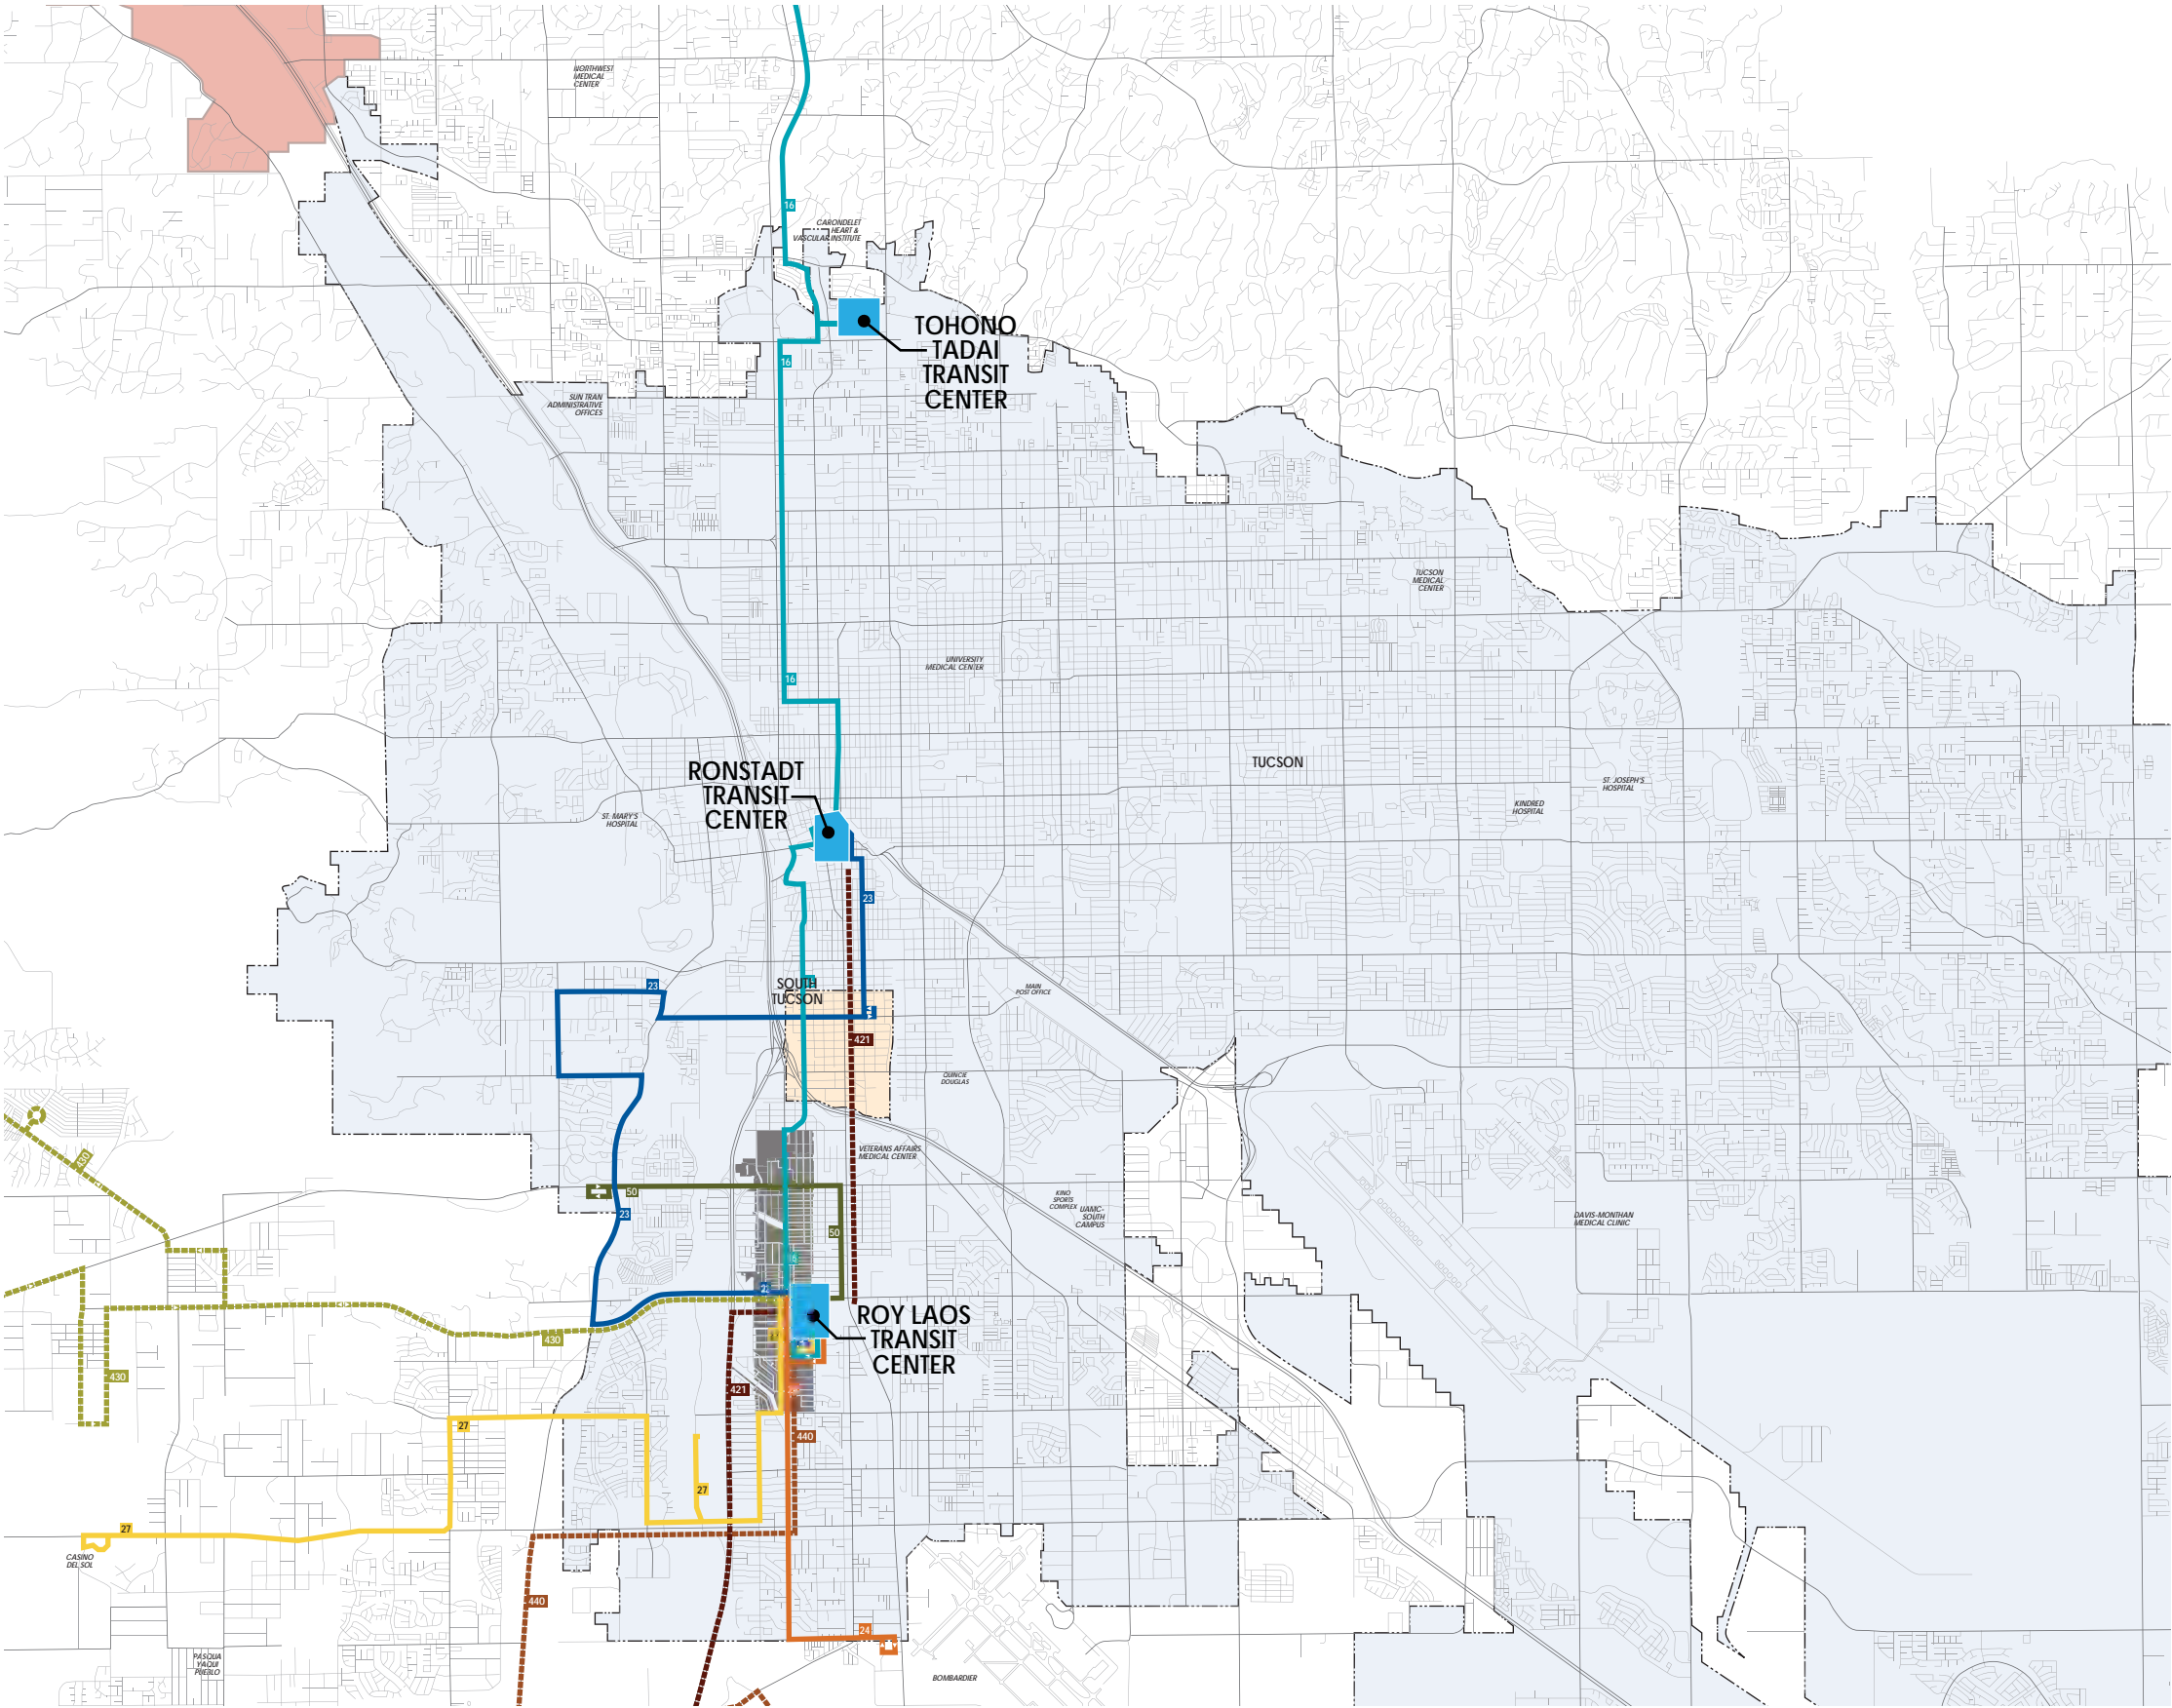 NORTHWEST
MEDICAL
CENTER
16
CARONDELET
HEART &
VASCULAR INSTITUTE
TOHONO
TADAI
TRANSIT
CENTER
16
SUN TRAN
ADMINISTRATIVE
OFFICES
TUCSON
MEDICAL
CENTER
UNIVERSITY
MEDICAL CENTER
16
TUCSON
RONSTADT
TRANSIT
CENTER
ST. JOSEPH'S
HOSPITAL
KINDRED
HOSPITAL
ST. MARY'S
HOSPITAL
23
23
SOUTH
TUCSON
MAIN
POST OFFICE
421
QUINCIE
DOUGLAS
VETERANS AFFAIRS
MEDICAL CENTER
430
50
KINO
SPORTS
COMPLEX
UAMC-
SOUTH
CAMPUS
23
DAVIS-MONTHAN
MEDICAL CLINIC
50
ROY LAOS
TRANSIT
CENTER
430
430
421
27
440
27
27
CASINO
DEL SOL
440
24
PASQUA
YAQUI
PUEBLO
BOMBARDIER